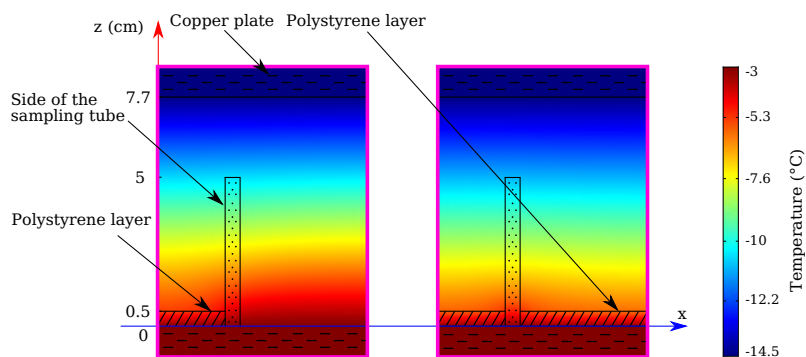 z (cm)
Copper plate
Polystyrene layer
7.7
Side of the
sampling tube
5
Polystyrene layer
0.5
0
x
-3
-5.3
-7.6
-10
-12.2
-14.5
Temperature (°C)